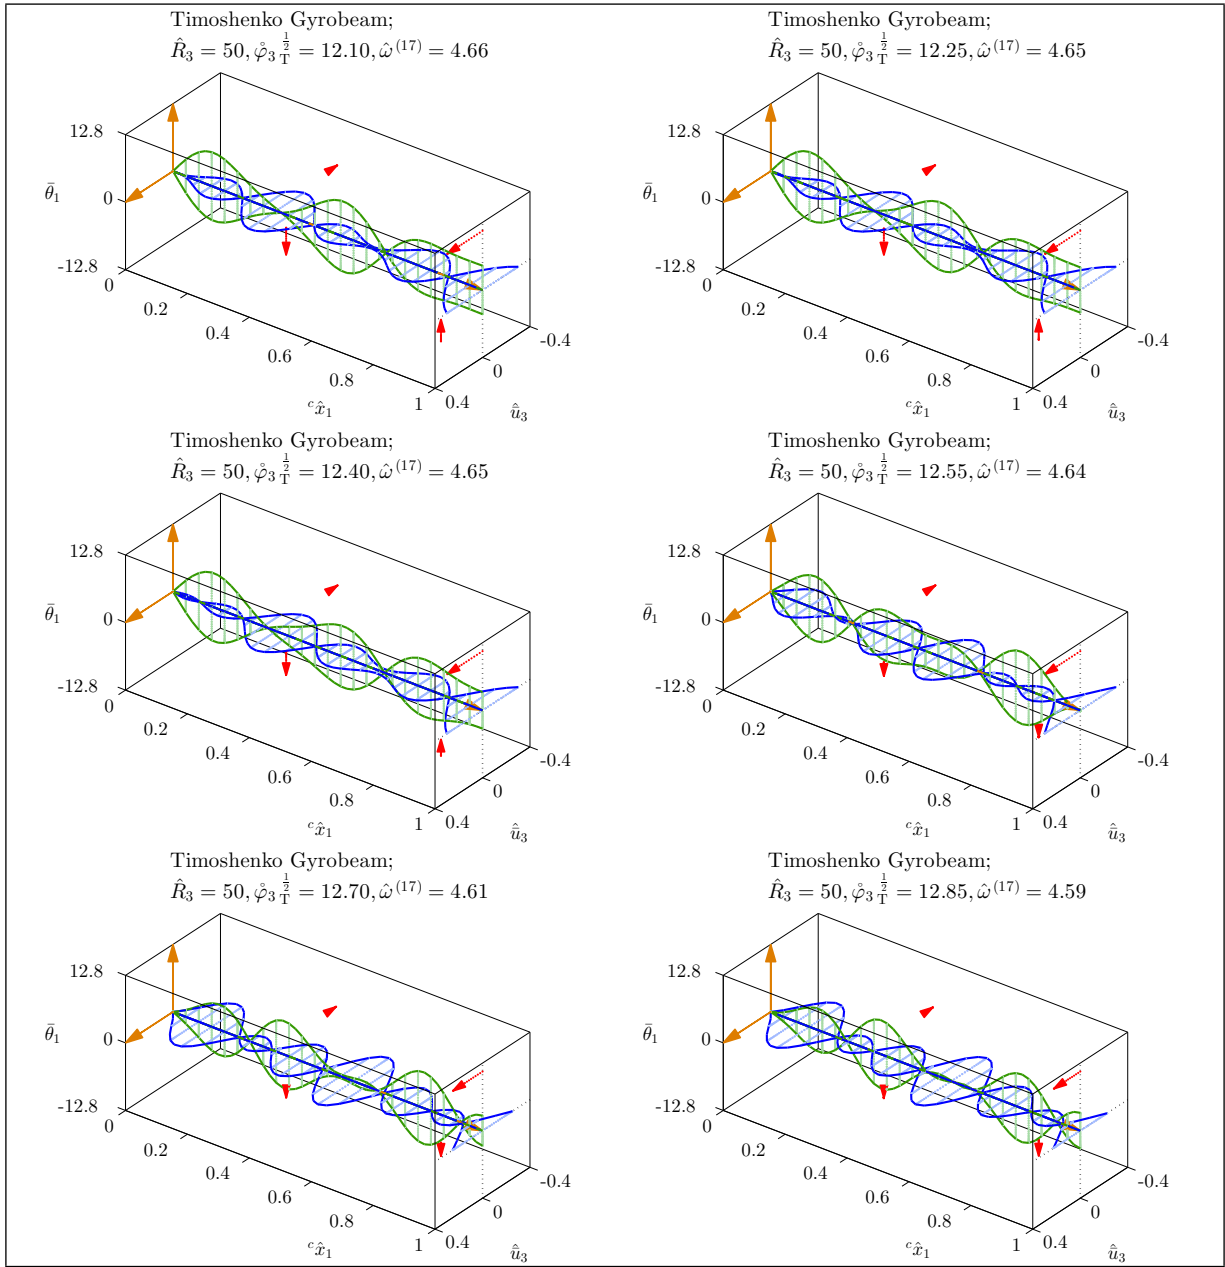 Timoshenko Gyrobeam;
R̂₃ = 50, φ̊₃ T^½ = 12.10, ω̂⁽¹⁷⁾ = 4.66
12.8
θ̄₁
0
-12.8
0
0.2
0.4
0.6
0.8
1
ᶜx̂₁
0.4
0
-0.4
ū̂₃
Timoshenko Gyrobeam;
R̂₃ = 50, φ̊₃ T^½ = 12.25, ω̂⁽¹⁷⁾ = 4.65
12.8
θ̄₁
0
-12.8
0
0.2
0.4
0.6
0.8
1
ᶜx̂₁
0.4
0
-0.4
ū̂₃
Timoshenko Gyrobeam;
R̂₃ = 50, φ̊₃ T^½ = 12.40, ω̂⁽¹⁷⁾ = 4.65
12.8
θ̄₁
0
-12.8
0
0.2
0.4
0.6
0.8
1
ᶜx̂₁
0.4
0
-0.4
ū̂₃
Timoshenko Gyrobeam;
R̂₃ = 50, φ̊₃ T^½ = 12.55, ω̂⁽¹⁷⁾ = 4.64
12.8
θ̄₁
0
-12.8
0
0.2
0.4
0.6
0.8
1
ᶜx̂₁
0.4
0
-0.4
ū̂₃
Timoshenko Gyrobeam;
R̂₃ = 50, φ̊₃ T^½ = 12.70, ω̂⁽¹⁷⁾ = 4.61
12.8
θ̄₁
0
-12.8
0
0.2
0.4
0.6
0.8
1
ᶜx̂₁
0.4
0
-0.4
ū̂₃
Timoshenko Gyrobeam;
R̂₃ = 50, φ̊₃ T^½ = 12.85, ω̂⁽¹⁷⁾ = 4.59
12.8
θ̄₁
0
-12.8
0
0.2
0.4
0.6
0.8
1
ᶜx̂₁
0.4
0
-0.4
ū̂₃